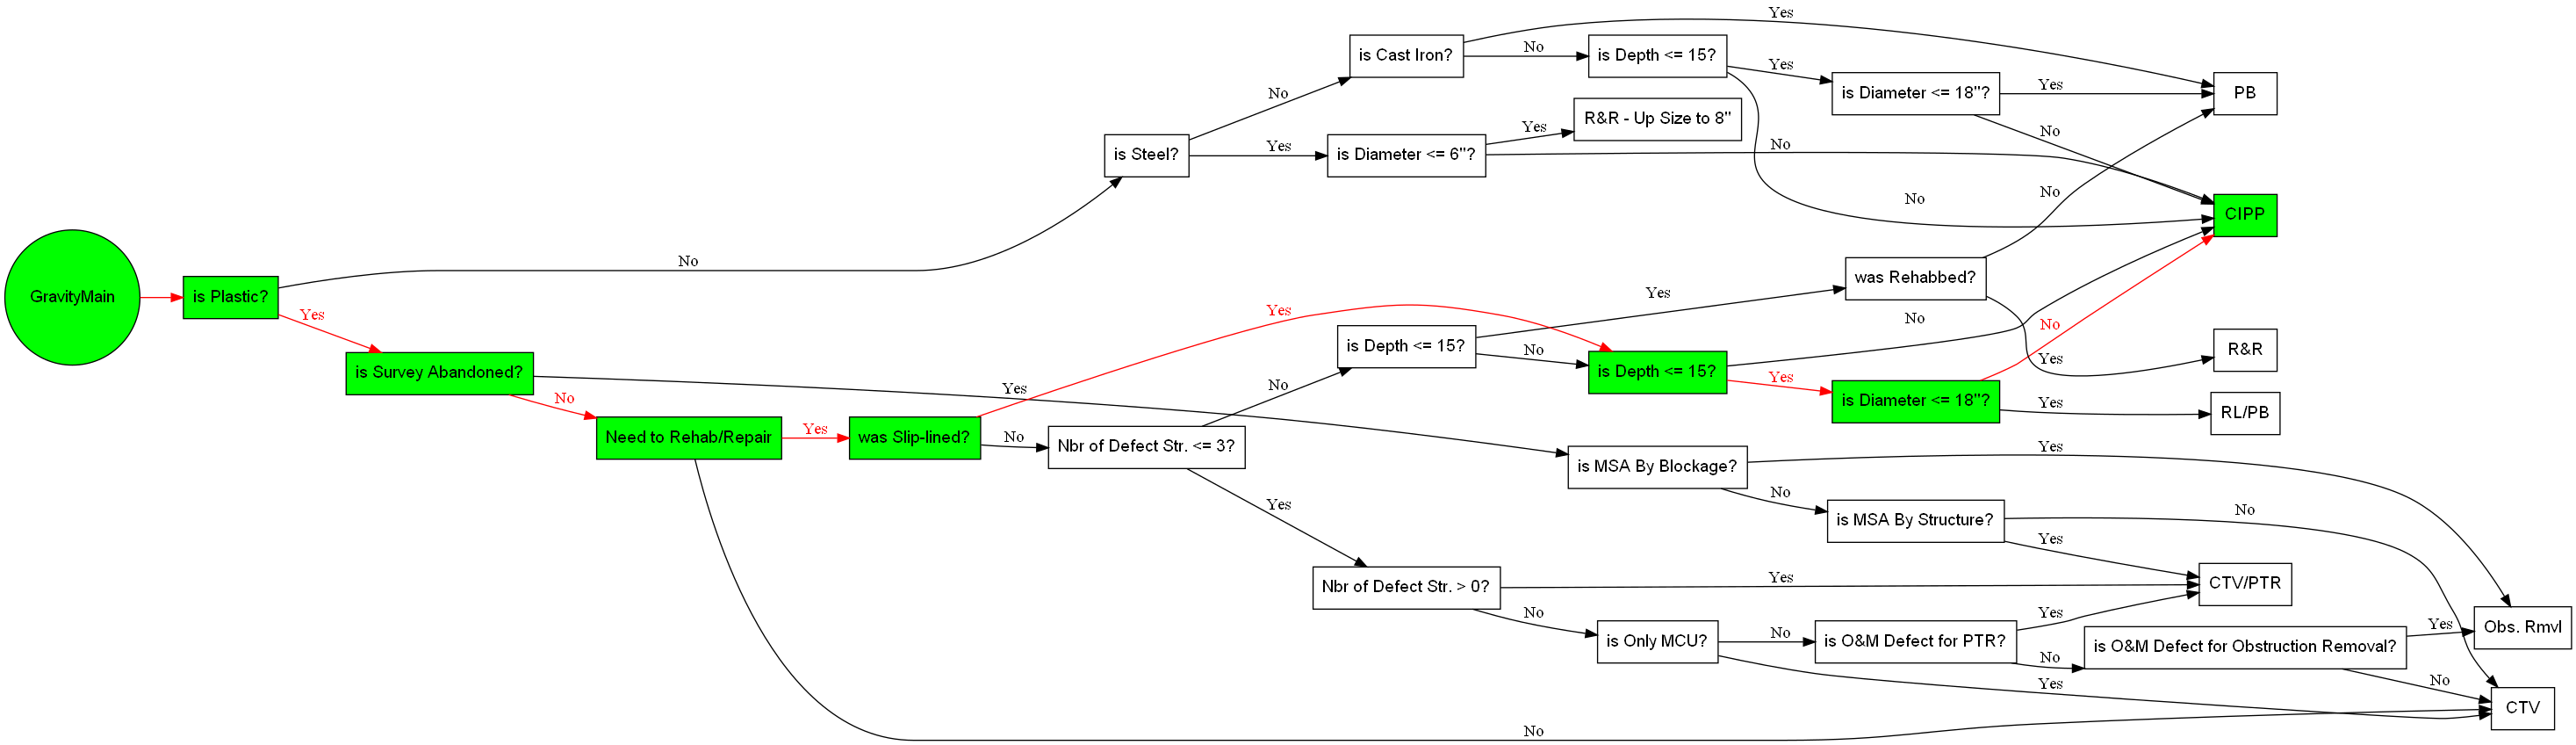 Yes
is Cast Iron?
No
is Depth <= 15?
Yes
is Diameter <= 18"?
Yes
PB
No
R&R - Up Size to 8"
Yes
No
is Steel?
Yes
is Diameter <= 6"?
No
No
No
No
CIPP
GravityMain
is Plastic?
No
was Rehabbed?
Yes
Yes
Yes
No
No
is Depth <= 15?
No
is Depth <= 15?
Yes
is Diameter <= 18"?
Yes
R&R
Yes
RL/PB
is Survey Abandoned?
No
Yes
No
Need to Rehab/Repair
Yes
was Slip-lined?
No
Nbr of Defect Str. <= 3?
Yes
is MSA By Blockage?
Yes
No
is MSA By Structure?
No
Yes
CTV/PTR
Nbr of Defect Str. > 0?
Yes
No
is Only MCU?
No
is O&M Defect for PTR?
Yes
No
is O&M Defect for Obstruction Removal?
Yes
Obs. Rmvl
Yes
No
CTV
No